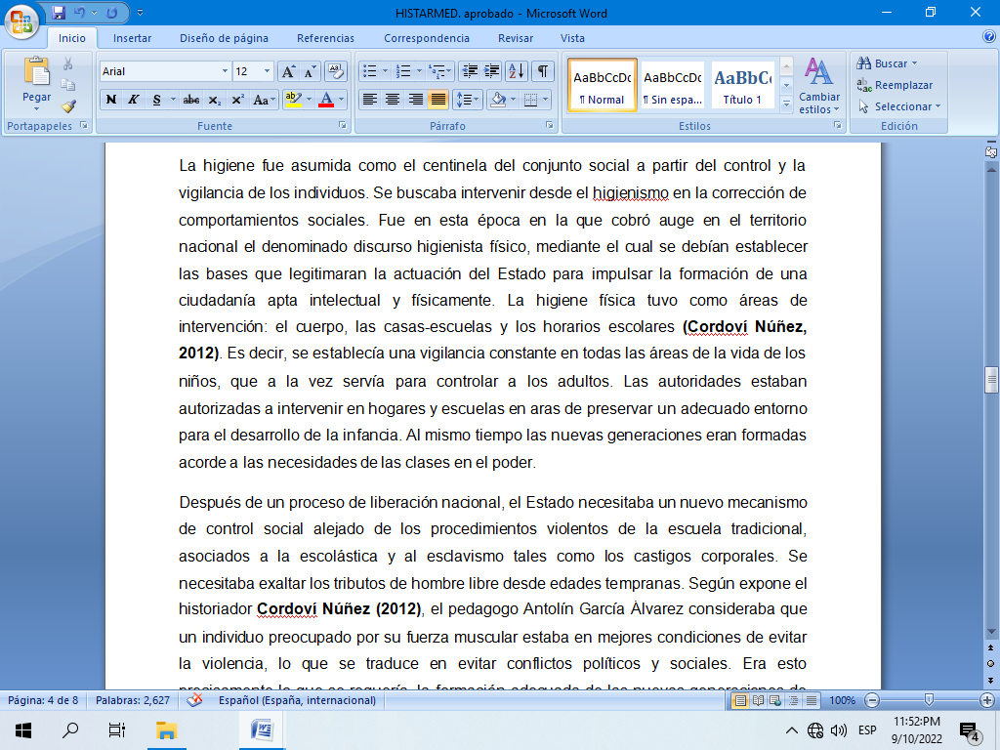 HISTARMED. aprobado - Microsoft Word
Inicio Insertar Diseño de página Referencias Correspondencia Revisar Vista
Pegar
Portapapeles
Arial 12
N K S abc x₂ x² Aa
Fuente
Párrafo
AaBbCcDc AaBbCcDc AaBbC
¶ Normal ¶ Sin espa... Título 1
Estilos
Cambiar estilos
Buscar
Reemplazar
Seleccionar
Edición
La higiene fue asumida como el centinela del conjunto social a partir del control y la
vigilancia de los individuos. Se buscaba intervenir desde el higienismo en la corrección de
comportamientos sociales. Fue en esta época en la que cobró auge en el territorio
nacional el denominado discurso higienista físico, mediante el cual se debían establecer
las bases que legitimaran la actuación del Estado para impulsar la formación de una
ciudadanía apta intelectual y físicamente. La higiene física tuvo como áreas de
intervención: el cuerpo, las casas-escuelas y los horarios escolares (Cordoví Núñez,
2012). Es decir, se establecía una vigilancia constante en todas las áreas de la vida de los
niños, que a la vez servía para controlar a los adultos. Las autoridades estaban
autorizadas a intervenir en hogares y escuelas en aras de preservar un adecuado entorno
para el desarrollo de la infancia. Al mismo tiempo las nuevas generaciones eran formadas
acorde a las necesidades de las clases en el poder.
Después de un proceso de liberación nacional, el Estado necesitaba un nuevo mecanismo
de control social alejado de los procedimientos violentos de la escuela tradicional,
asociados a la escolástica y al esclavismo tales como los castigos corporales. Se
necesitaba exaltar los tributos de hombre libre desde edades tempranas. Según expone el
historiador Cordoví Núñez (2012), el pedagogo Antolín García Álvarez consideraba que
un individuo preocupado por su fuerza muscular estaba en mejores condiciones de evitar
la violencia, lo que se traduce en evitar conflictos políticos y sociales. Era esto
precisamente lo que se requería, la formación adecuada de las nuevas generaciones de
Página: 4 de 8 Palabras: 2,627 Español (España, internacional) 100%
ESP 11:52:PM
9/10/2022
4